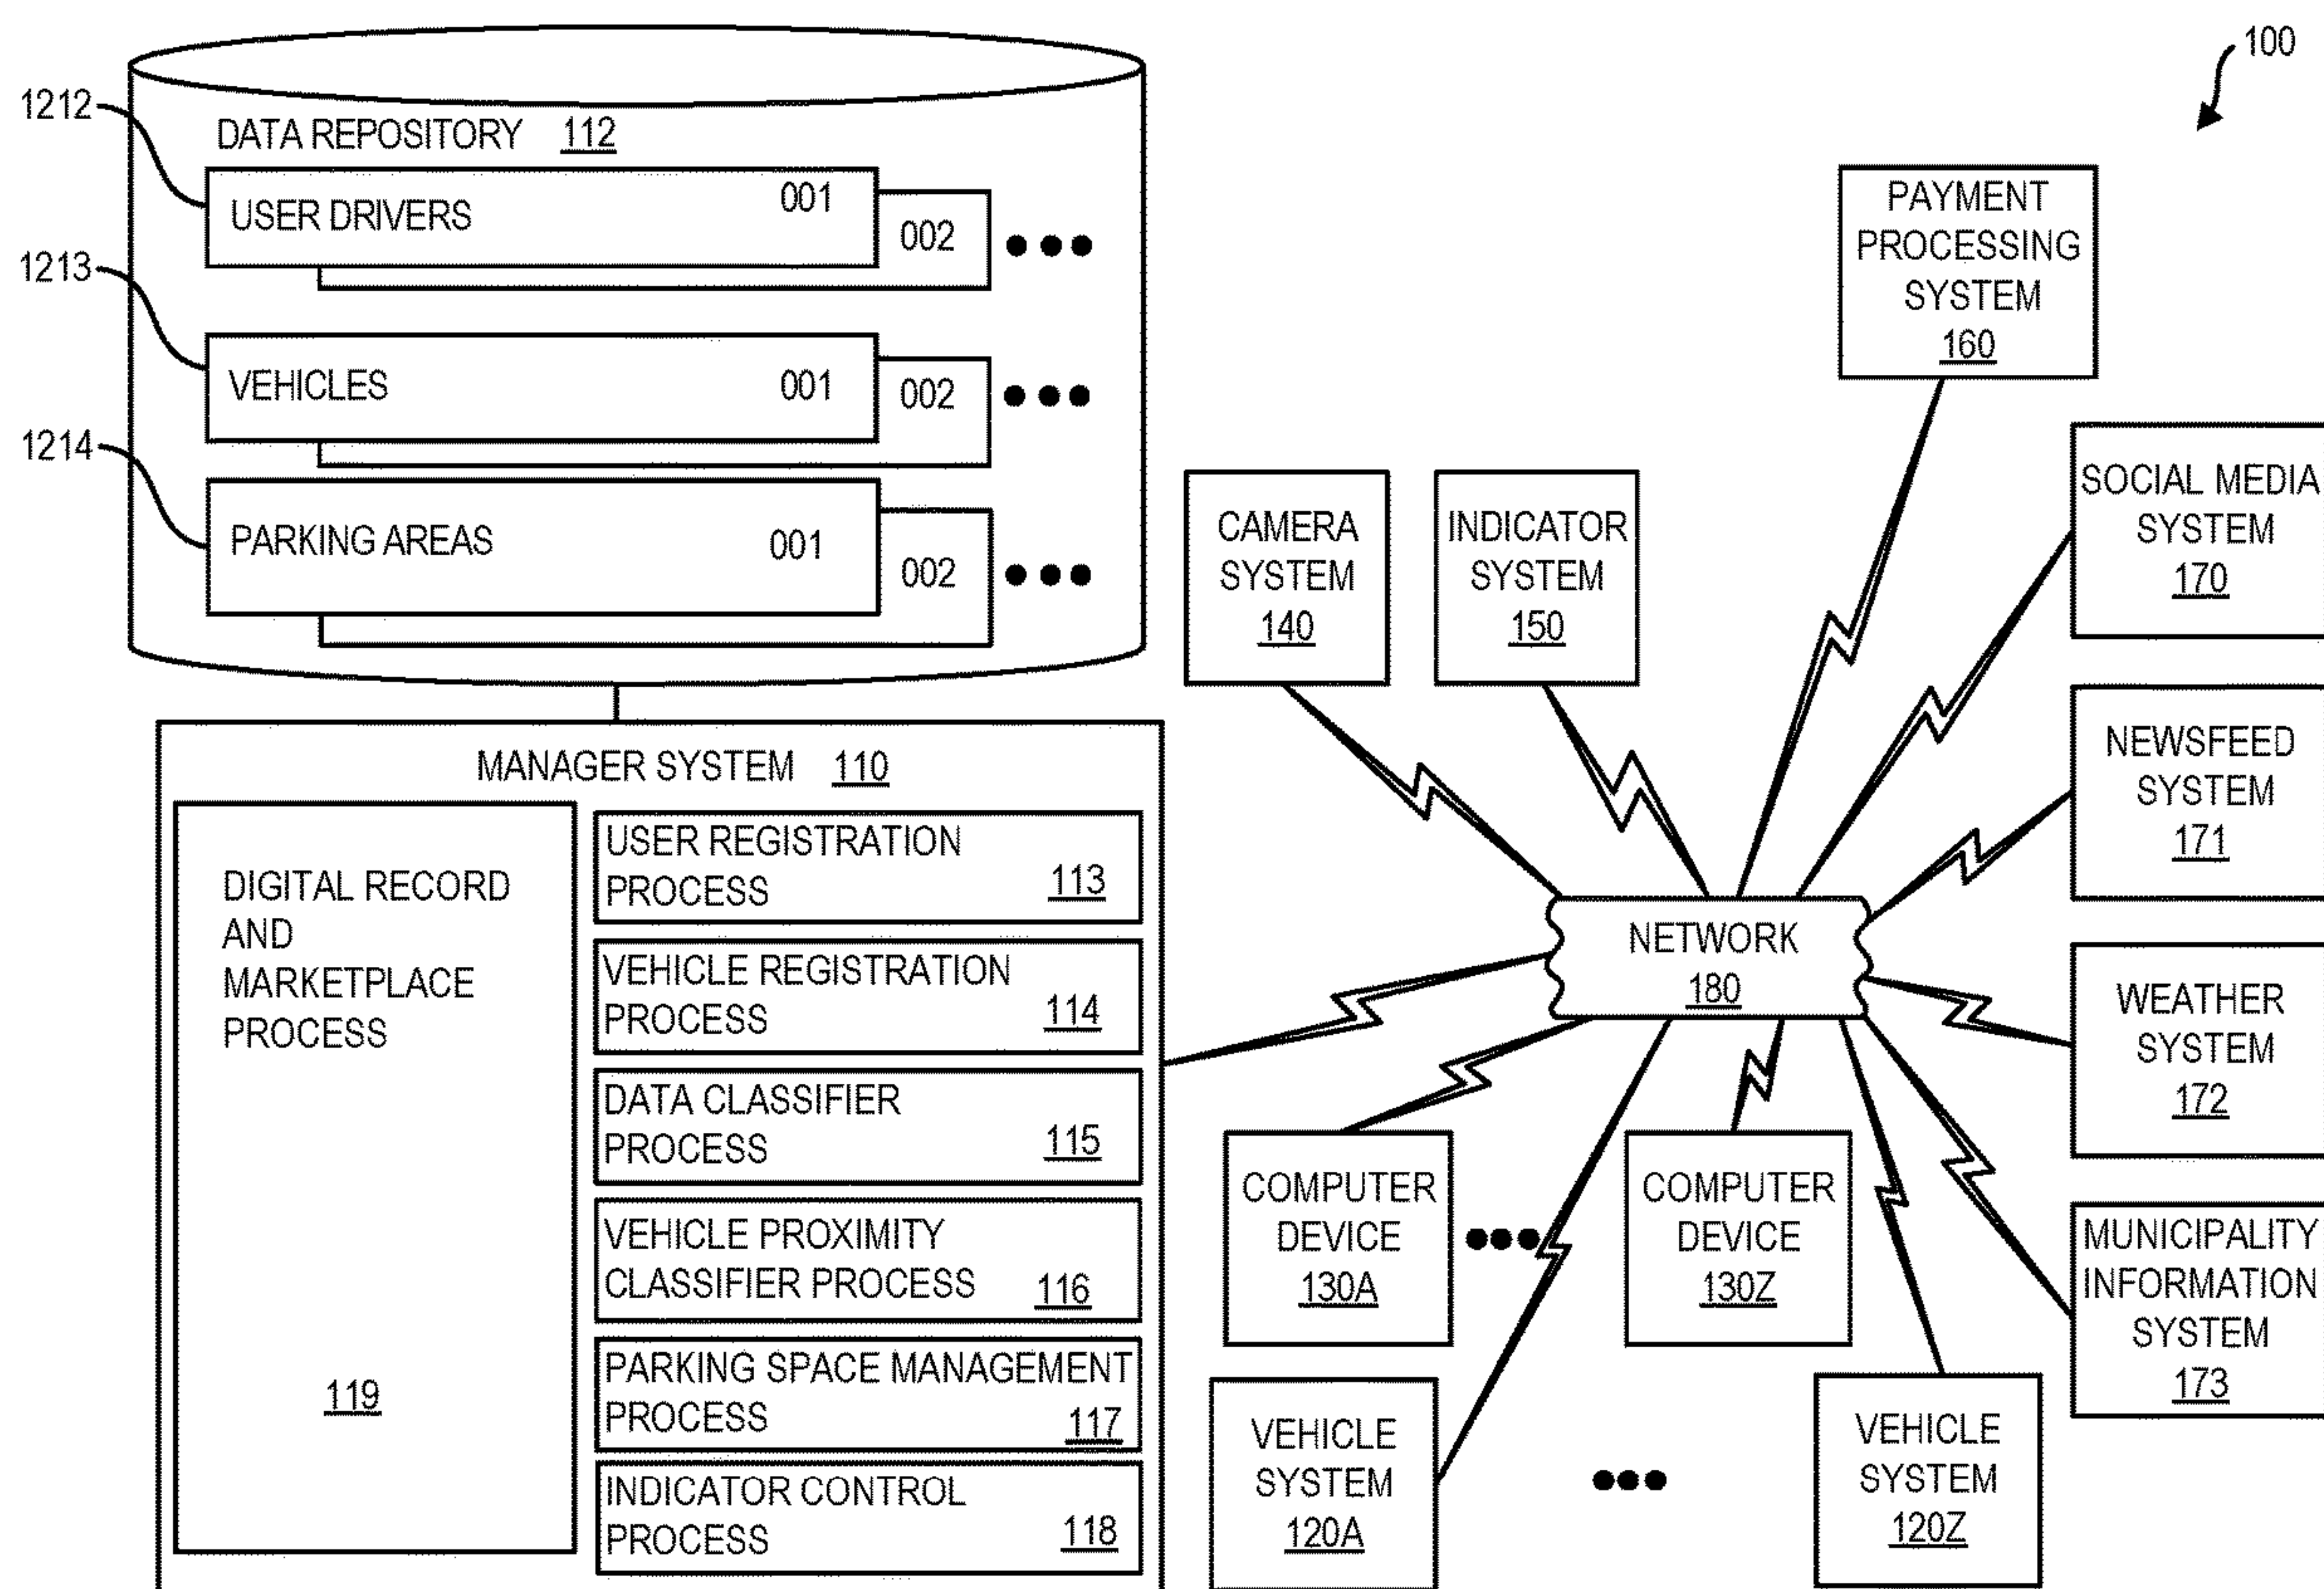 100
1212
DATA REPOSITORY 112
USER DRIVERS 001
002
1213
VEHICLES 001
002
1214
PARKING AREAS 001
002
MANAGER SYSTEM 110
DIGITAL RECORD
AND
MARKETPLACE
PROCESS
119
USER REGISTRATION
PROCESS 113
VEHICLE REGISTRATION
PROCESS 114
DATA CLASSIFIER
PROCESS 115
VEHICLE PROXIMITY
CLASSIFIER PROCESS 116
PARKING SPACE MANAGEMENT
PROCESS 117
INDICATOR CONTROL
PROCESS 118
CAMERA
SYSTEM
140
INDICATOR
SYSTEM
150
PAYMENT
PROCESSING
SYSTEM
160
SOCIAL MEDIA
SYSTEM
170
NEWSFEED
SYSTEM
171
WEATHER
SYSTEM
172
MUNICIPALITY
INFORMATION
SYSTEM
173
NETWORK
180
COMPUTER
DEVICE
130A
COMPUTER
DEVICE
130Z
VEHICLE
SYSTEM
120A
VEHICLE
SYSTEM
120Z